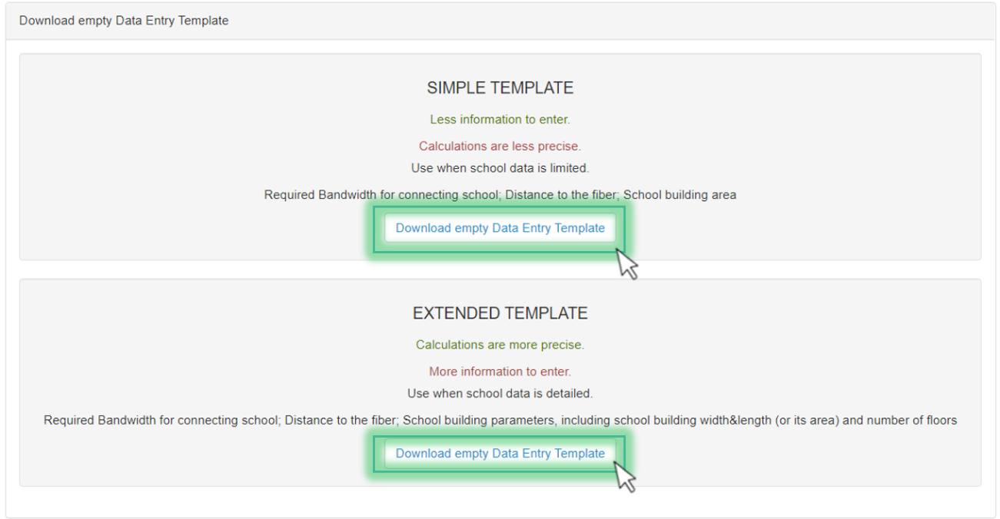 Download empty Data Entry Template
SIMPLE TEMPLATE
Less information to enter.
Calculations are less precise.
Use when school data is limited.
Required Bandwidth for connecting school; Distance to the fiber; School building area
Download empty Data Entry Template
EXTENDED TEMPLATE
Calculations are more precise.
More information to enter.
Use when school data is detailed.
Required Bandwidth for connecting school; Distance to the fiber; School building parameters, including school building width&length (or its area) and number of floors
Download empty Data Entry Template